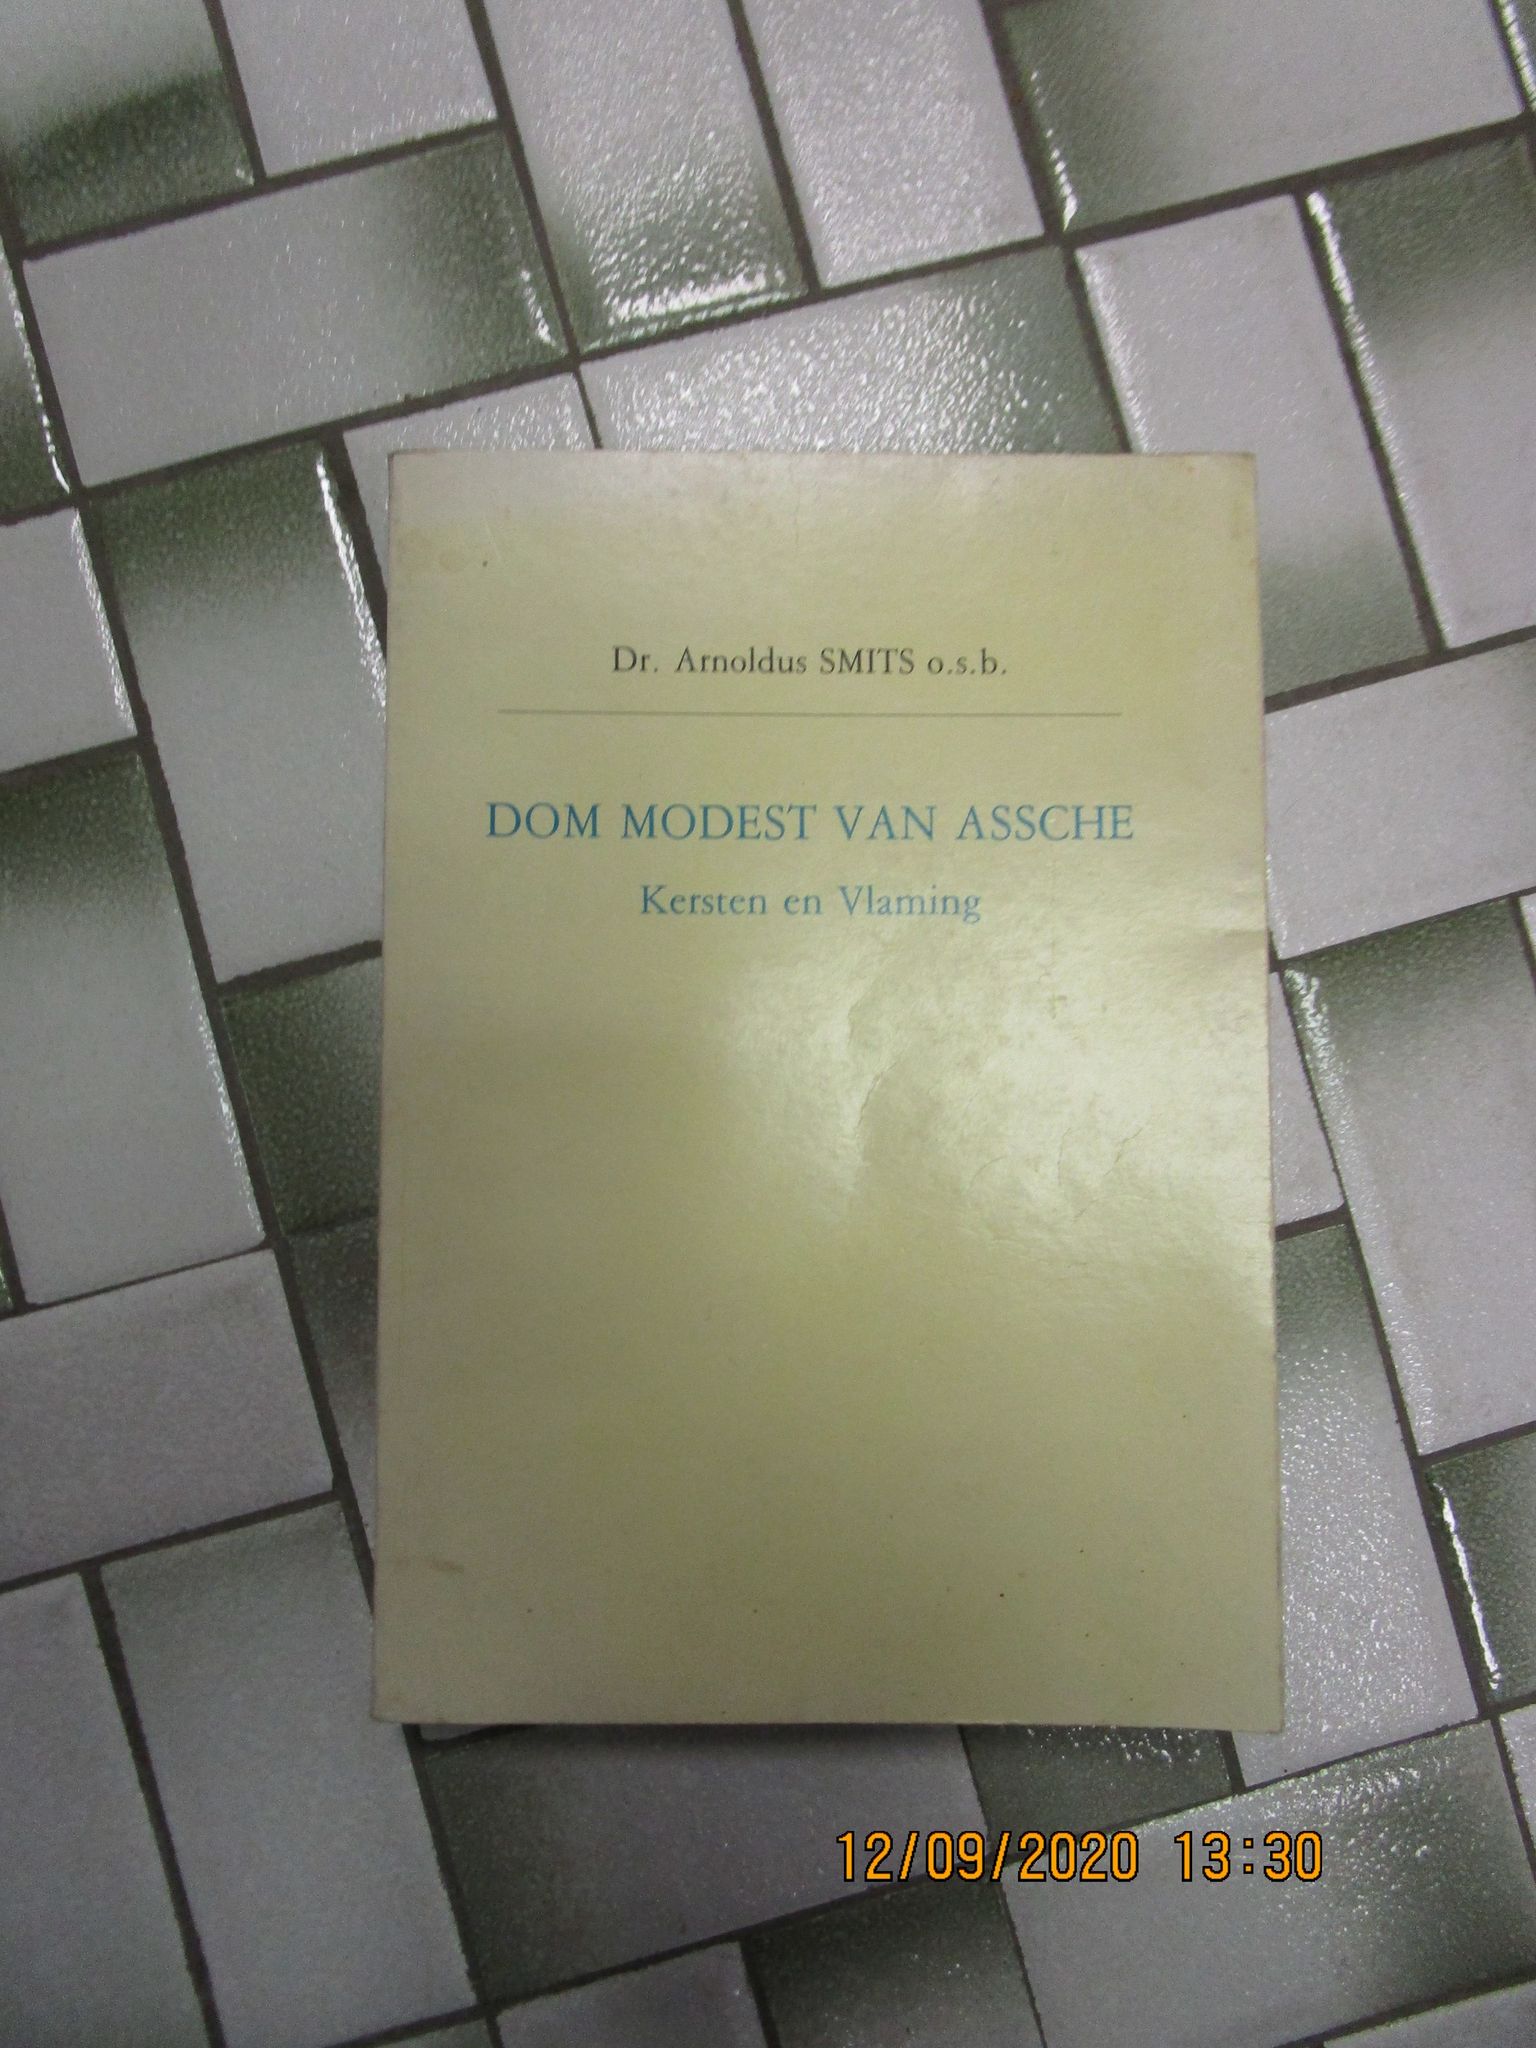 Dr. Arnoldus SMITS o.s.b.
DOM MODEST VAN ASSCHE
Kersten en Vlaming
12/09/2020 13:30